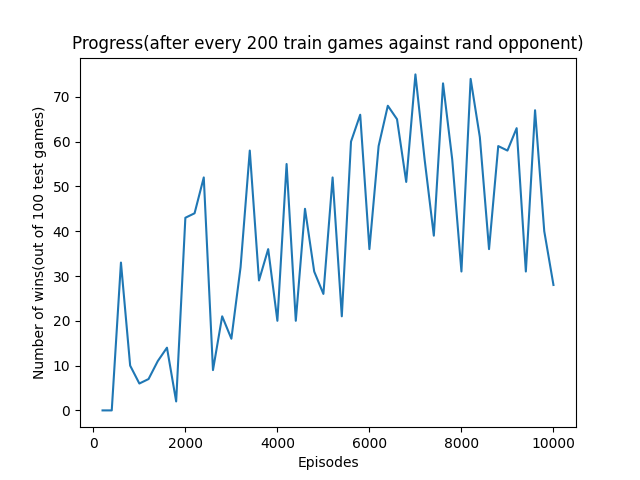 Progress(after every 200 train games against rand opponent)
Number of wins(out of 100 test games)
70
60
50
40
30
20
10
0
0 2000 4000 6000 8000 10000
Episodes